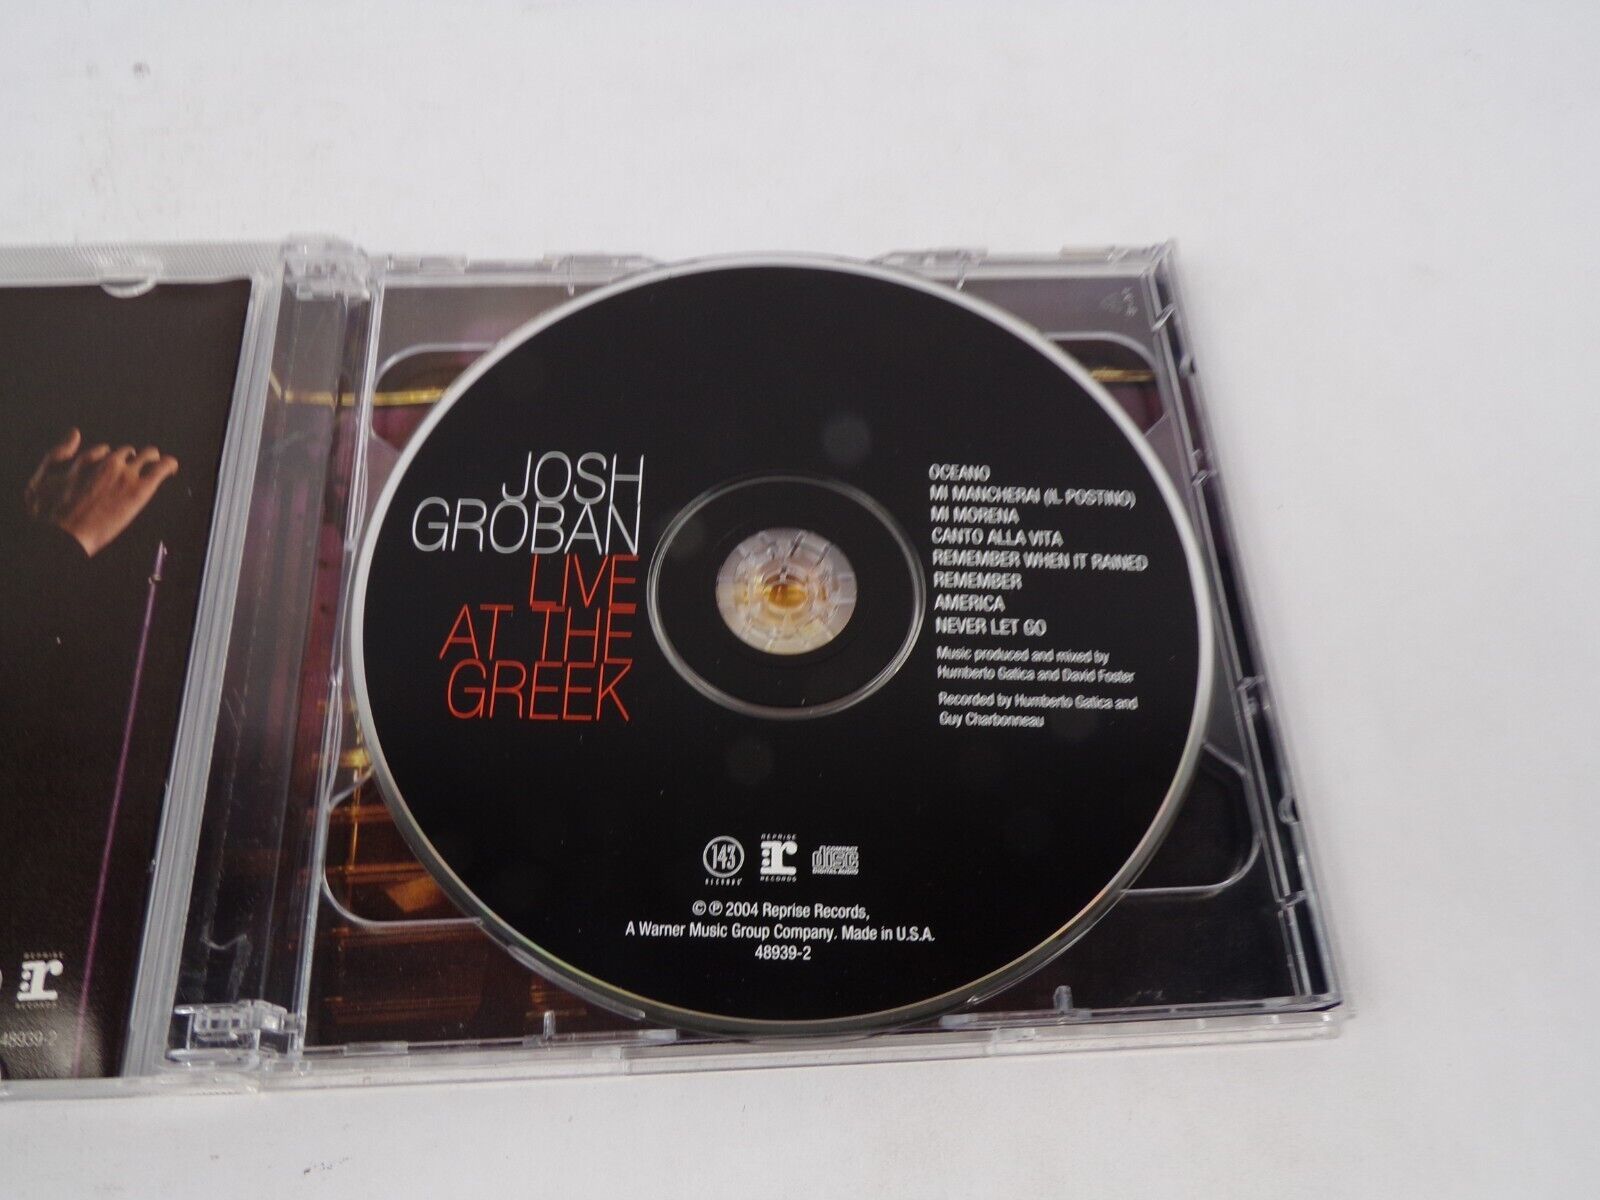 JOSH
GROBAN
LIVE
AT THE
GREEK
OCEANO
MI MANCHERAI (IL POSTINO)
MI MORENA
CANTO ALLA VITA
REMEMBER WHEN IT RAINED
REMEMBER
AMERICA
NEVER LET GO
Music produced and mixed by
Humberto Gatica and David Foster
Recorded by Humberto Gatica and
Guy Charbonneau
143
RECORDS
REPRISE
r
RECORDS
COMPACT
disc
DIGITAL AUDIO
© ℗ 2004 Reprise Records,
A Warner Music Group Company. Made in U.S.A.
48939-2
REPRISE
r
RECORDS
48939-2